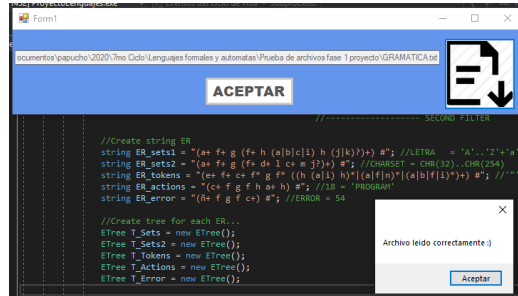 ProyectoLenguajes.exe
Form1
ocumentos\papucho\2020\7mo Ciclo\Lenguajes formales y automatas\Prueba de archivos fase 1 proyecto\GRAMATICA.txt
ACEPTAR
//------------------- SECOND FILTER
//Create string ER
string ER_sets1 = "(a+ f+ g (f+ h (a|b|c|i) h (j|k)?)+) #"; //LETRA   = 'A'..'Z'+'a'
string ER_sets2 = "(a+ f+ g (f+ d+ l c+ m j?)+) #"; //CHARSET = CHR(32)..CHR(254)
string ER_tokens = "(e+ f+ c+ f* g f* ((h (a|i) h)*|(a|f|n)*|(a|b|f|i)*)+) #"; //'"'
string ER_actions = "(c+ f g f h a+ h) #"; //18 = 'PROGRAM'
string ER_error = "(ñ+ f g f c+) #"; //ERROR = 54
//Create tree for each ER...
ETree T_Sets = new ETree();
ETree T_Sets2 = new ETree();
ETree T_Tokens = new ETree();
ETree T_Actions = new ETree();
ETree T_Error = new ETree();
Archivo leido correctamente :)
Aceptar